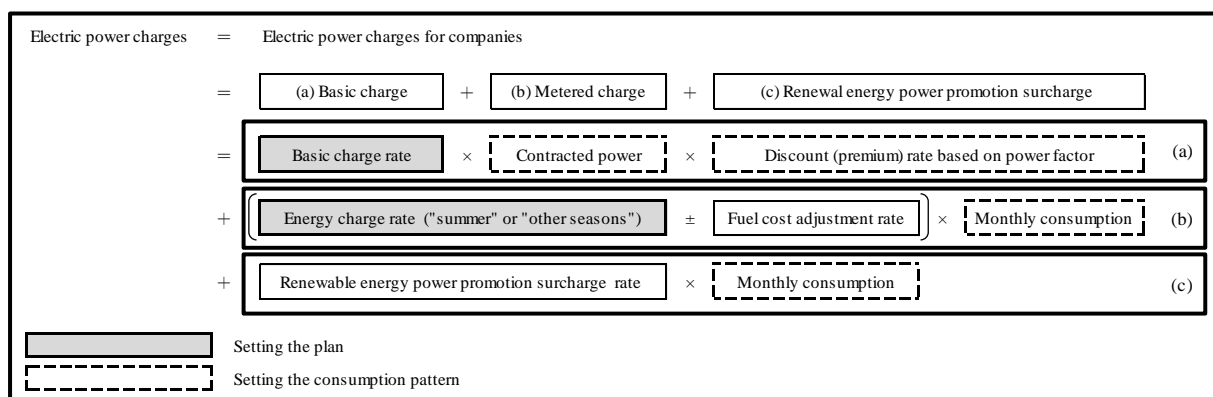 Electric power charges = Electric power charges for companies
= (a) Basic charge + (b) Metered charge + (c) Renewal energy power promotion surcharge
= Basic charge rate × Contracted power × Discount (premium) rate based on power factor (a)
+ ( Energy charge rate ("summer" or "other seasons") ± Fuel cost adjustment rate ) × Monthly consumption (b)
+ Renewable energy power promotion surcharge rate × Monthly consumption (c)
Setting the plan
Setting the consumption pattern